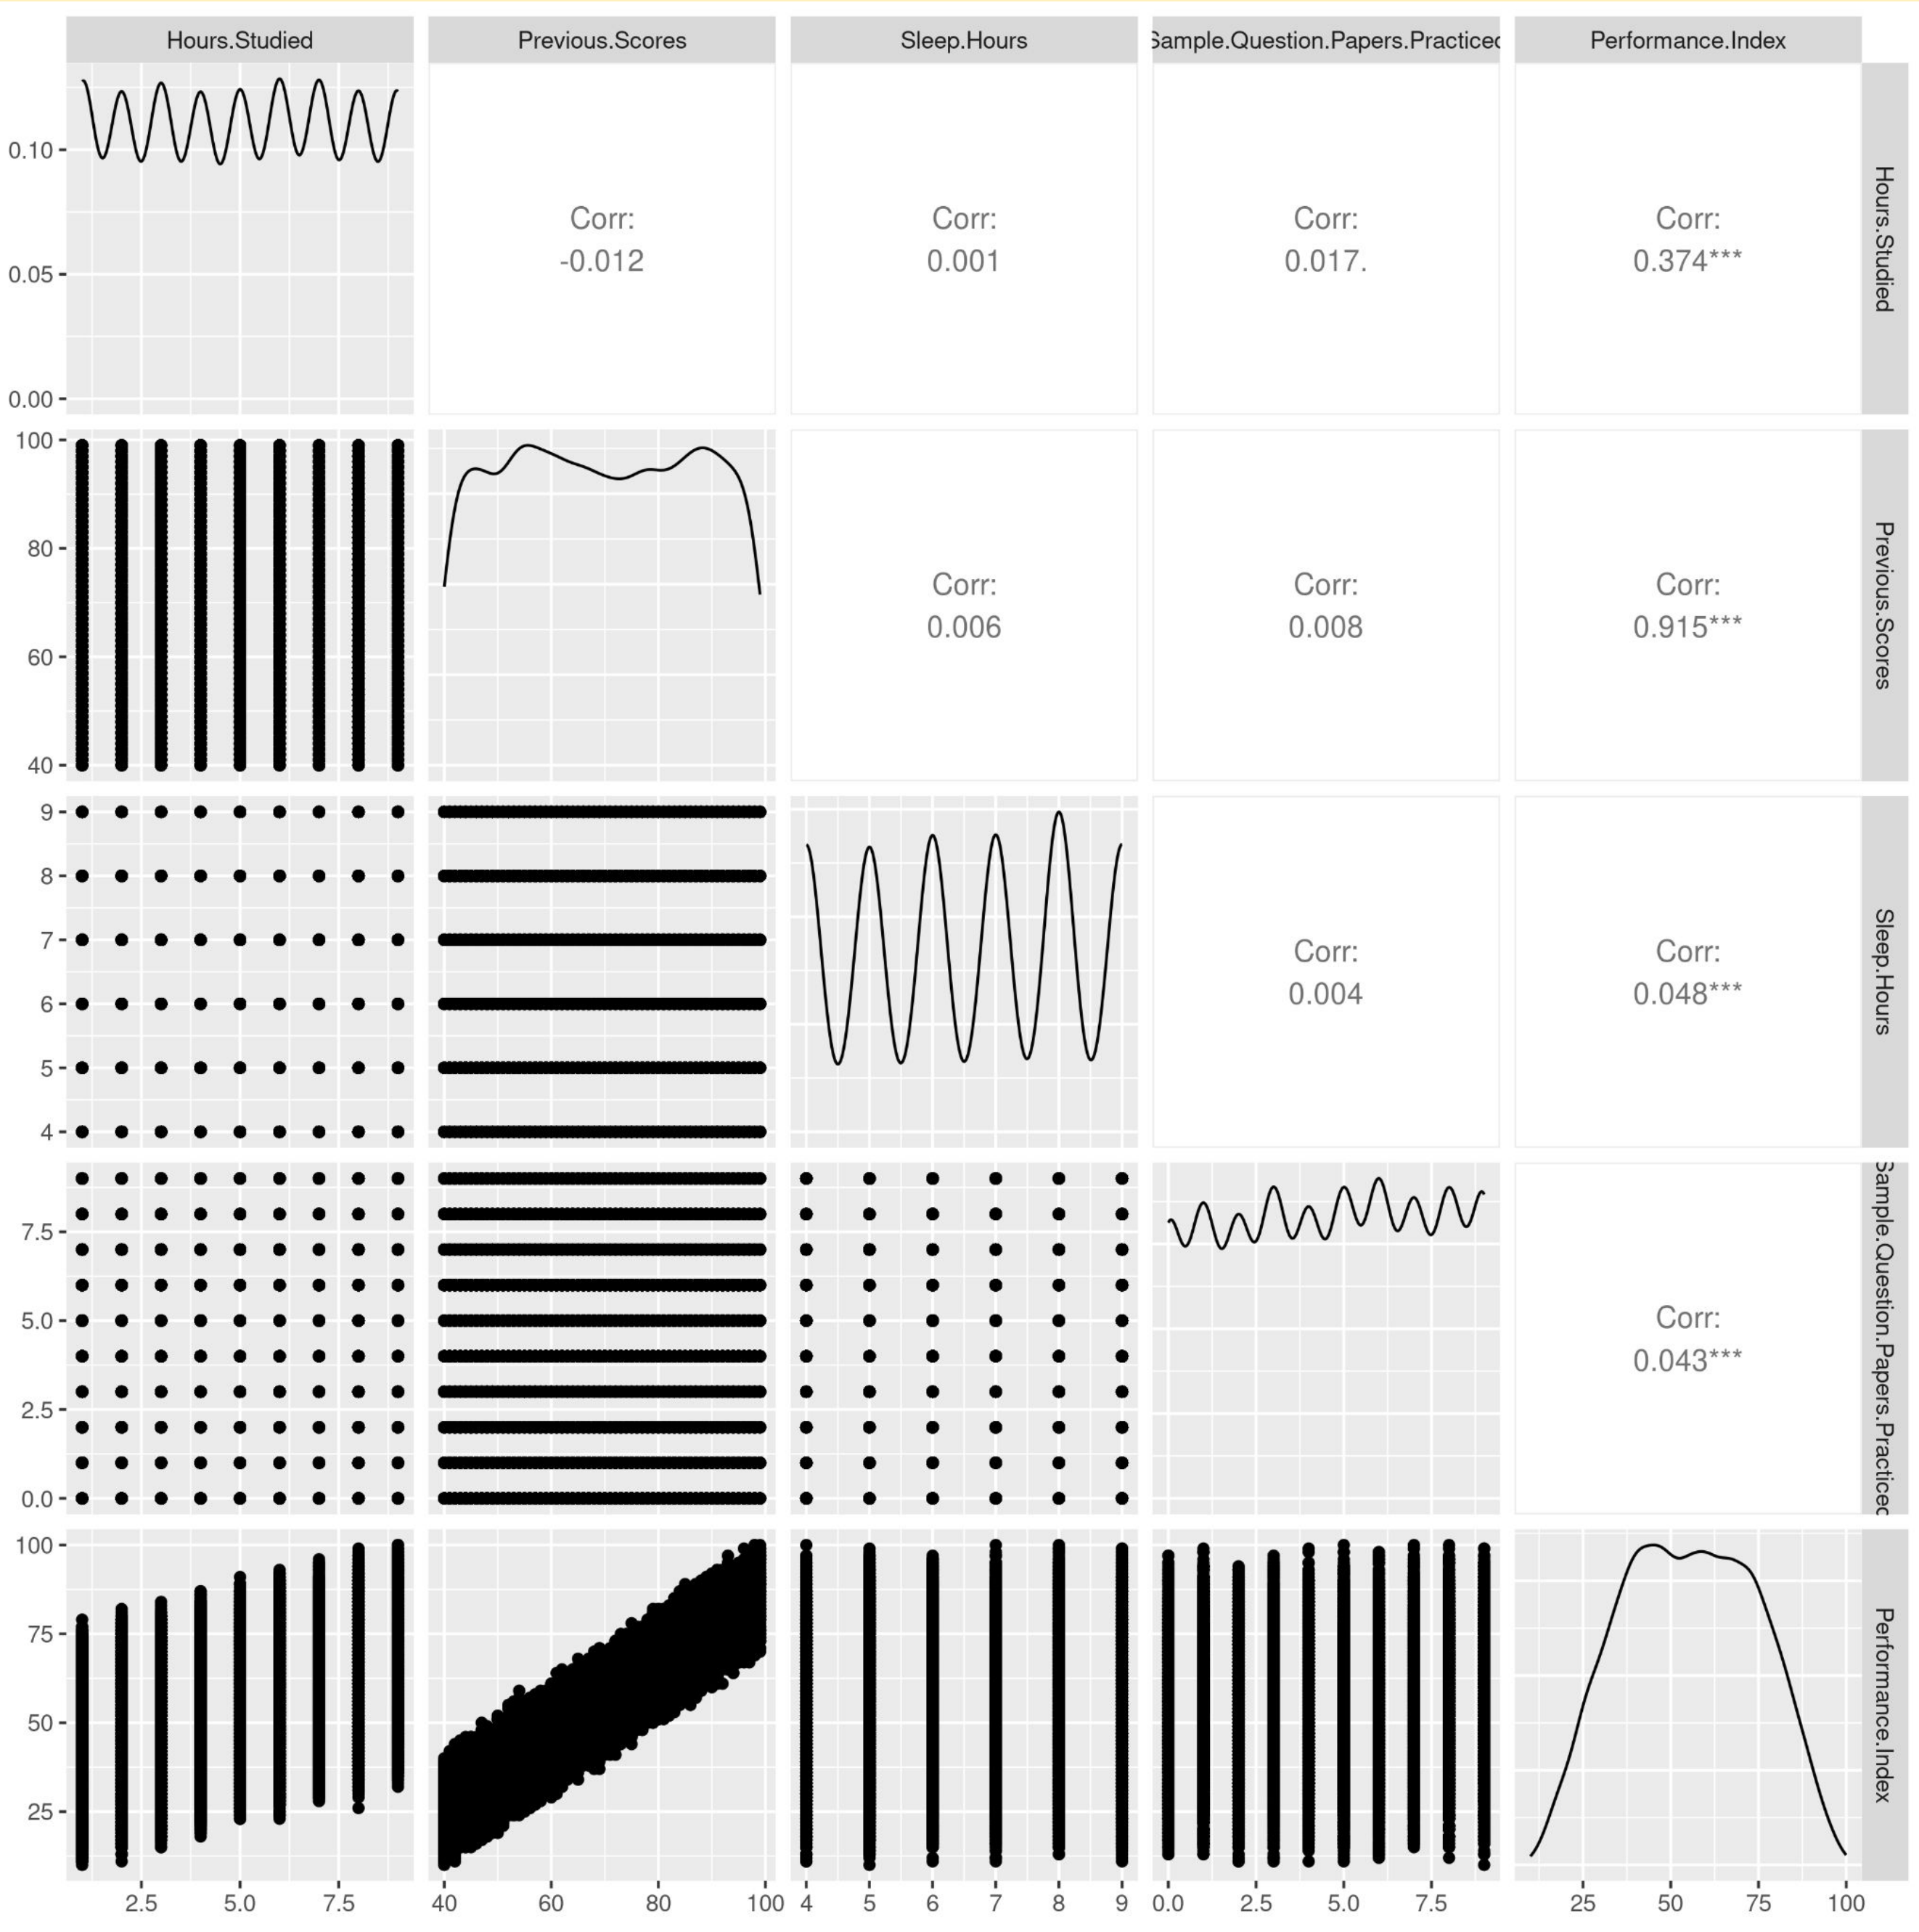 Hours.Studied
Previous.Scores
Sleep.Hours
Sample.Question.Papers.Practiced
Performance.Index
0.10
0.05
0.00
Corr:
-0.012
Corr:
0.001
Corr:
0.017.
Corr:
0.374***
Hours.Studied
100
80
60
40
Corr:
0.006
Corr:
0.008
Corr:
0.915***
Previous.Scores
9
8
7
6
5
4
Corr:
0.004
Corr:
0.048***
Sleep.Hours
7.5
5.0
2.5
0.0
Corr:
0.043***
Sample.Question.Papers.Practiced
100
75
50
25
Performance.Index
2.5 5.0 7.5
40 60 80 100
4 5 6 7 8 9
0.0 2.5 5.0 7.5
25 50 75 100